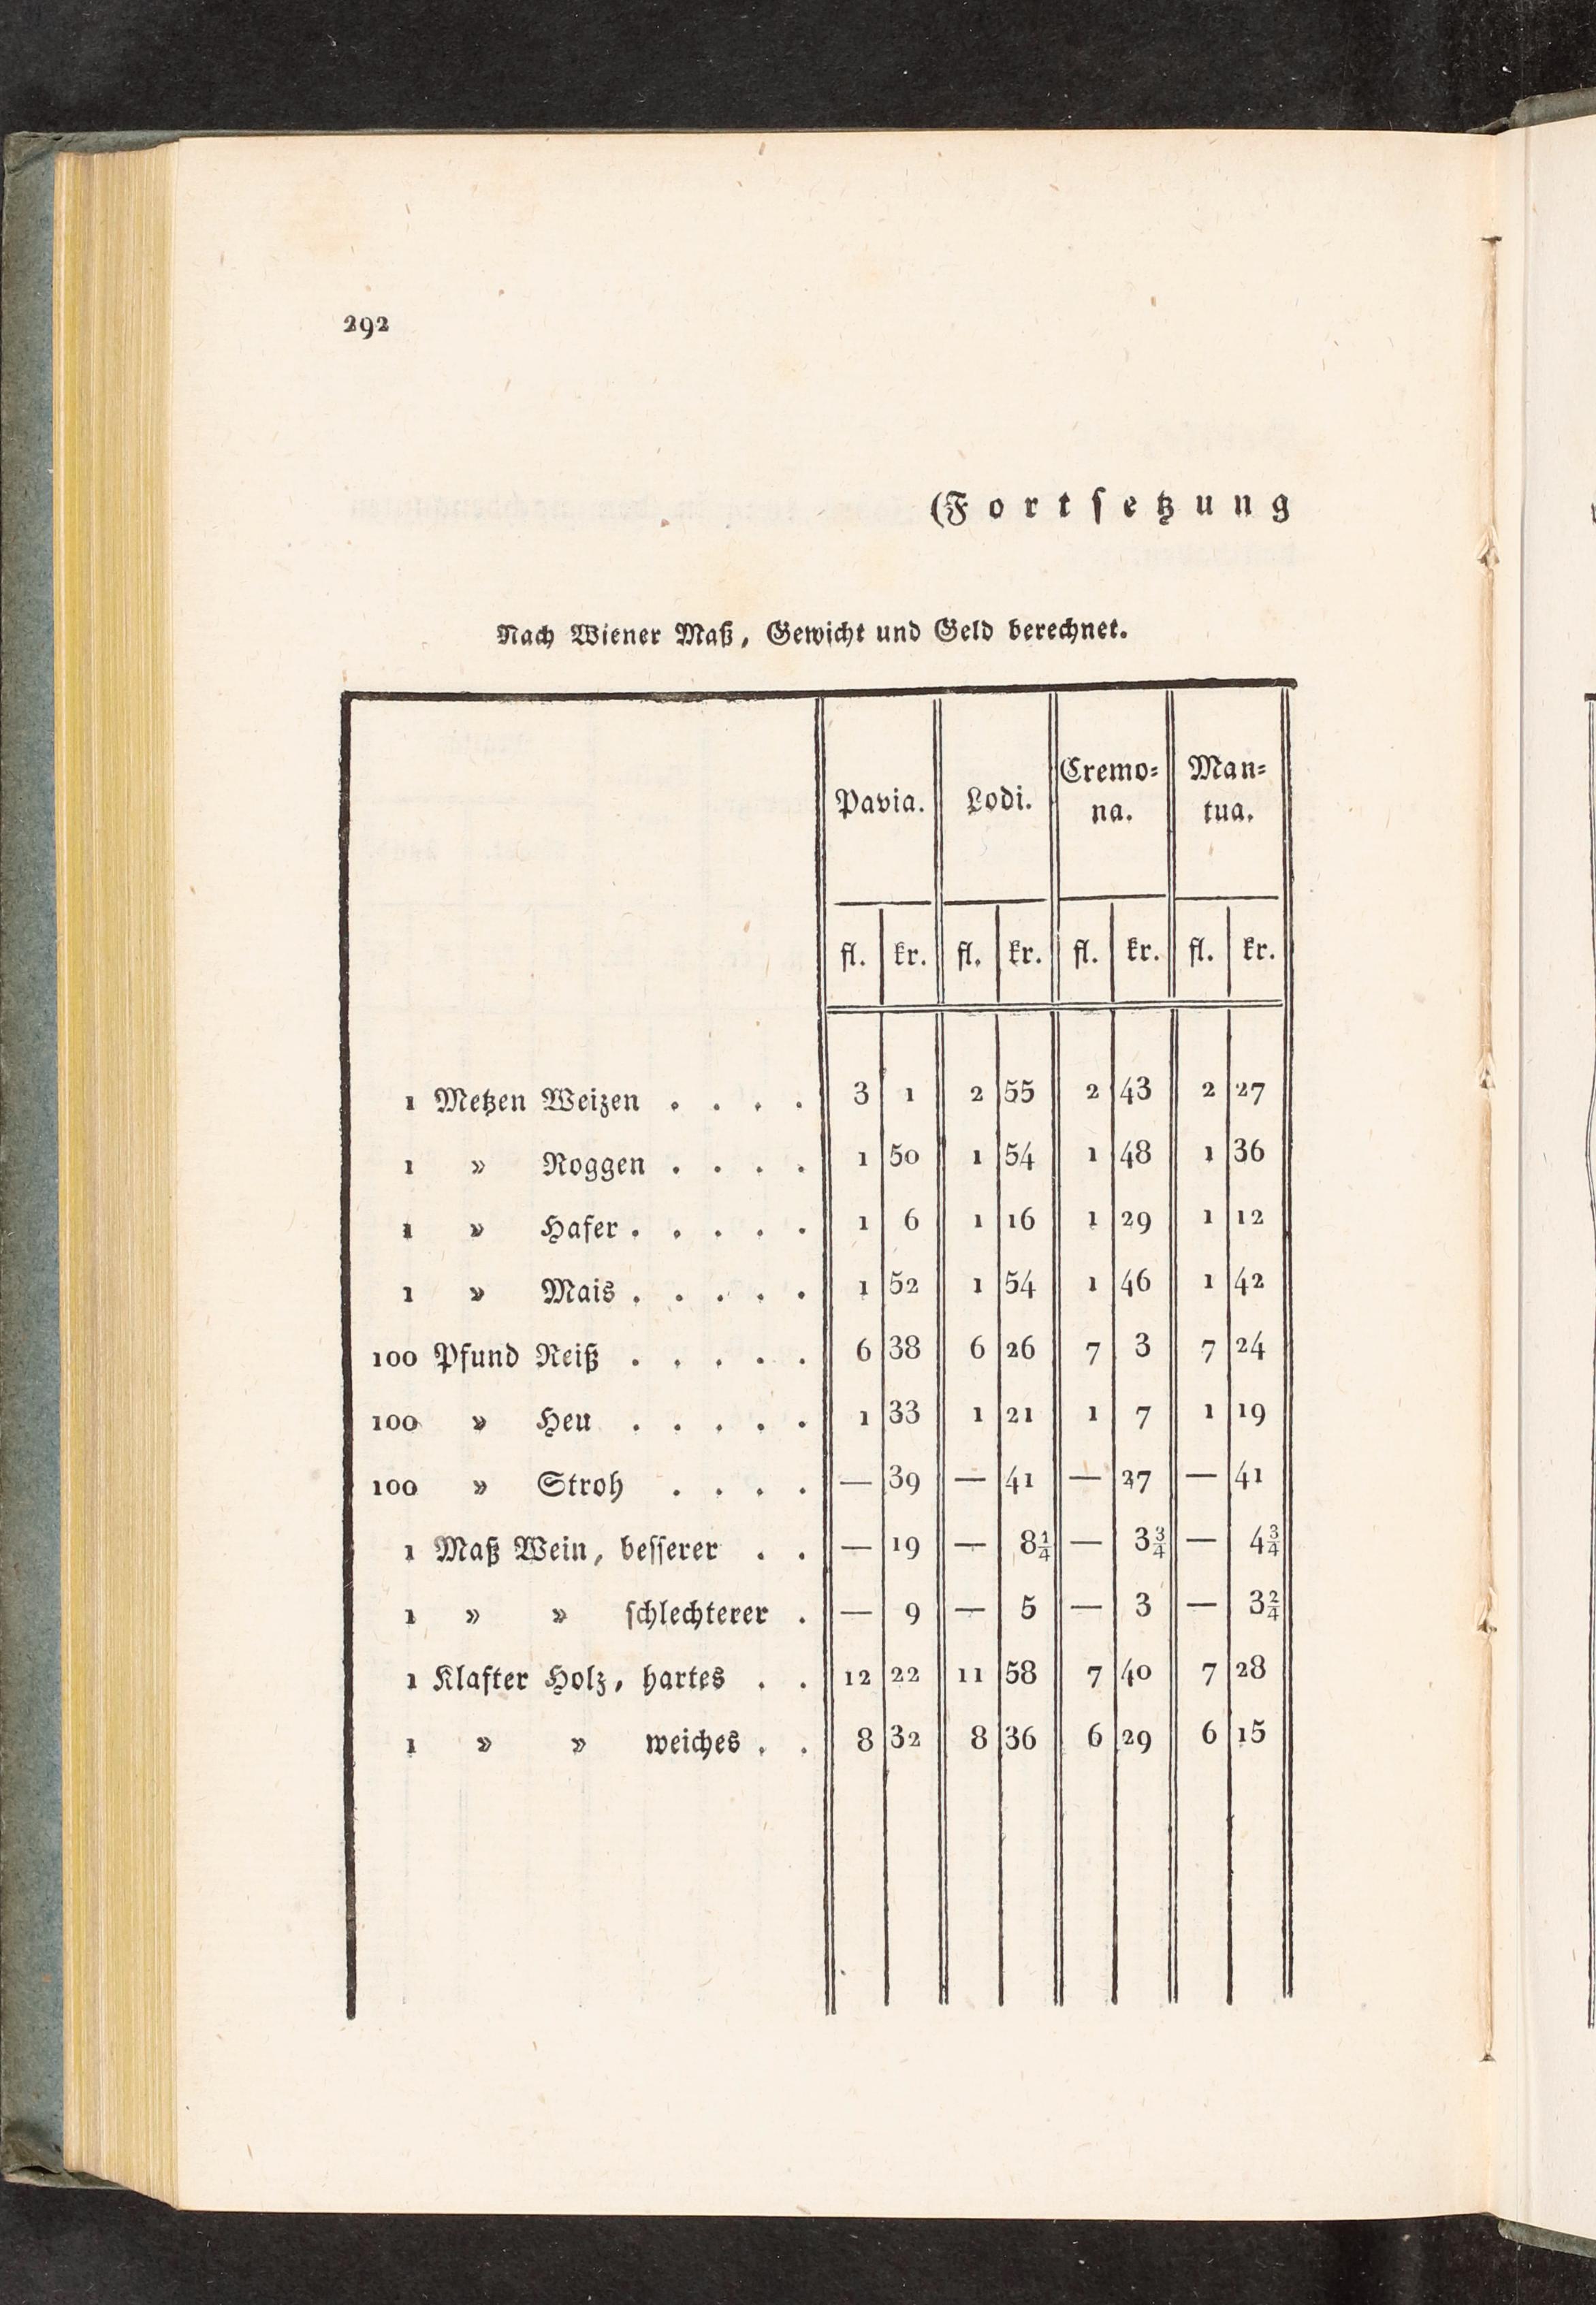 292
(Fortsetzung
Nach Wiener Maß, Gewicht und Geld berechnet.
Pavia. Lodi. Cremo= Man=
na. tua.
fl. kr. fl. kr. fl. kr. fl. kr.
1 Metzen Weizen . . . . 3 1 2 55 2 43 2 27
1 » Roggen . . . . 1 50 1 54 1 48 1 36
1 » Hafer . . . . . 1 6 1 16 1 29 1 12
1 » Mais . . . . . 1 52 1 54 1 46 1 42
100 Pfund Reiß . . . . . 6 38 6 26 7 3 7 24
100 » Heu . . . . . 1 33 1 21 1 7 1 19
100 » Stroh . . . . — 39 — 41 — 27 — 41
1 Maß Wein, besserer . . — 19 — 8¼ — 3¾ — 4¾
1 » » schlechterer . — 9 — 5 — 3 — 3 2/4
1 Klafter Holz, hartes . . 12 22 11 58 7 40 7 28
1 » » weiches . . 8 32 8 36 6 29 6 15